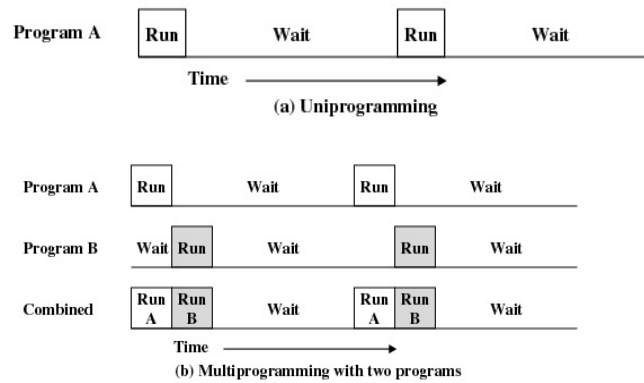 Program A Run Wait Run Wait
Time
(a) Uniprogramming
Program A Run Wait Run Wait
Program B Wait Run Wait Run Wait
Combined Run A Run B Wait Run A Run B Wait
Time
(b) Multiprogramming with two programs